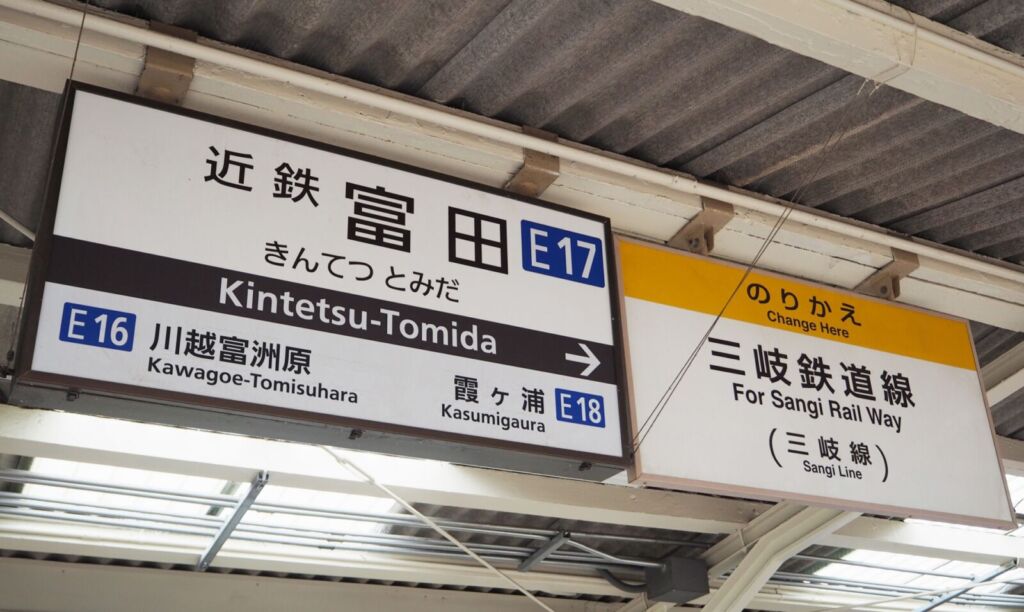 近鉄 富田 E17
きんてつ とみだ
Kintetsu-Tomida →
E16 川越富洲原
Kawagoe-Tomisuhara
霞ヶ浦 E18
Kasumigaura
のりかえ
Change Here
三岐鉄道線
For Sangi Rail Way
(三岐線)
Sangi Line